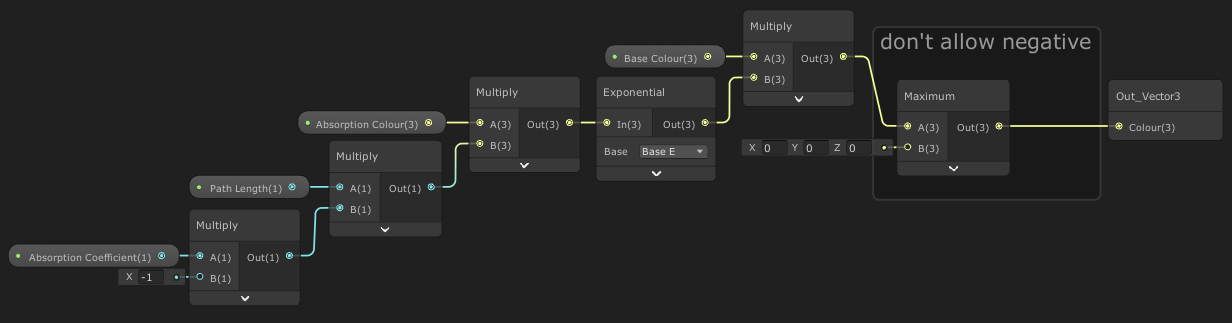 Multiply
Base Colour(3)
A(3) Out(3)
B(3)
don't allow negative
Multiply
Absorption Colour(3)
A(3) Out(3)
B(3)
Exponential
In(3) Out(3)
Base Base E
Maximum
A(3) Out(3)
X 0 Y 0 Z 0
B(3)
Out_Vector3
Colour(3)
Multiply
Path Length(1)
A(1) Out(1)
B(1)
Multiply
Absorption Coefficient(1)
A(1) Out(1)
X -1
B(1)